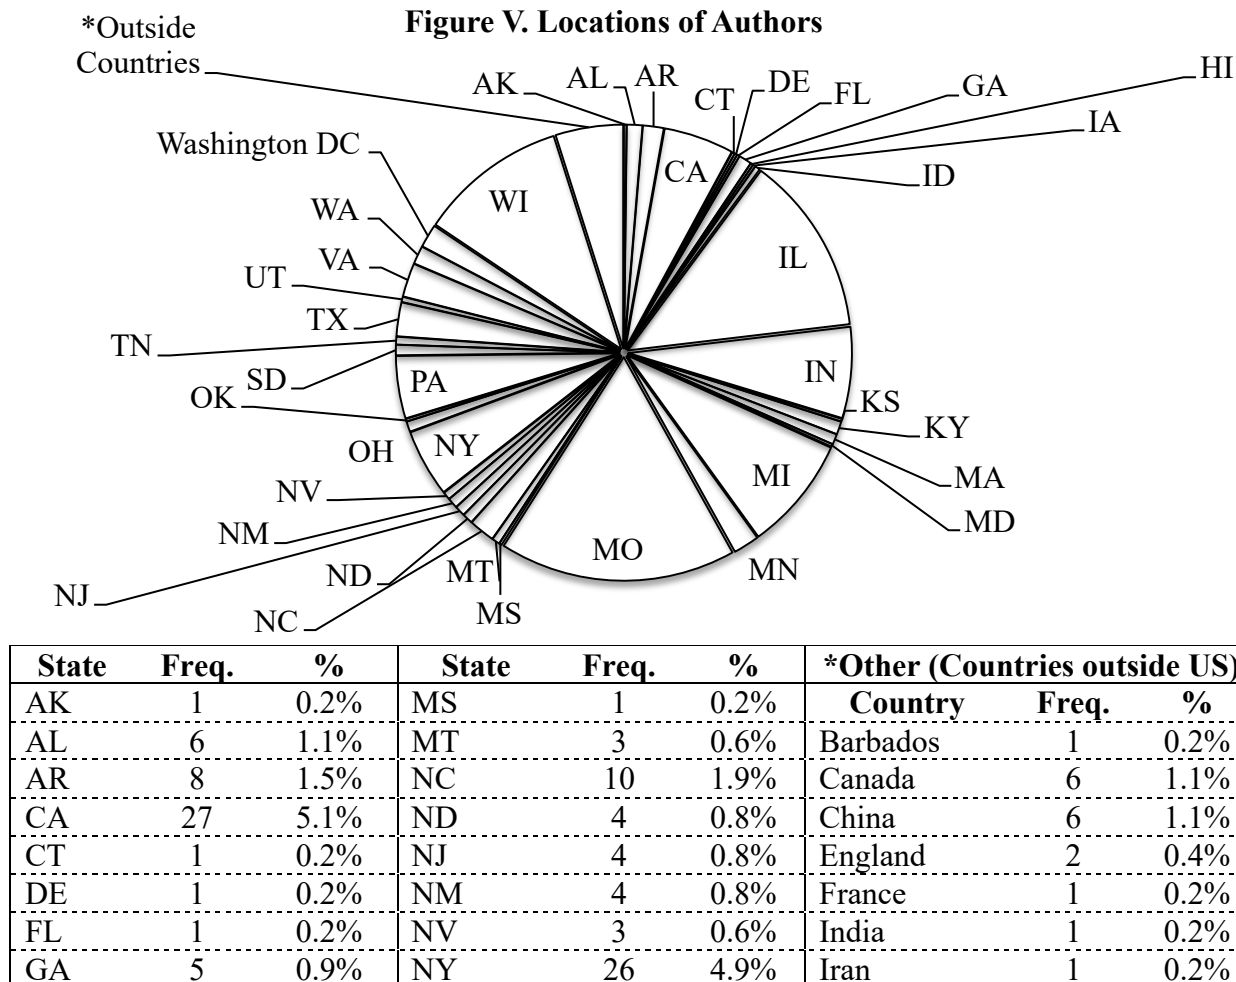 Figure V. Locations of Authors
*Outside
Countries
AK
AL
AR
CT
DE
FL
GA
HI
IA
ID
Washington DC
WI
CA
IL
WA
VA
UT
TX
TN
SD
OK
PA
IN
KS
KY
MA
MD
OH
NY
MI
NV
NM
NJ
ND
NC
MT
MS
MO
MN
State Freq. % State Freq. % *Other (Countries outside US)
AK 1 0.2% MS 1 0.2% Country Freq. %
AL 6 1.1% MT 3 0.6% Barbados 1 0.2%
AR 8 1.5% NC 10 1.9% Canada 6 1.1%
CA 27 5.1% ND 4 0.8% China 6 1.1%
CT 1 0.2% NJ 4 0.8% England 2 0.4%
DE 1 0.2% NM 4 0.8% France 1 0.2%
FL 1 0.2% NV 3 0.6% India 1 0.2%
GA 5 0.9% NY 26 4.9% Iran 1 0.2%